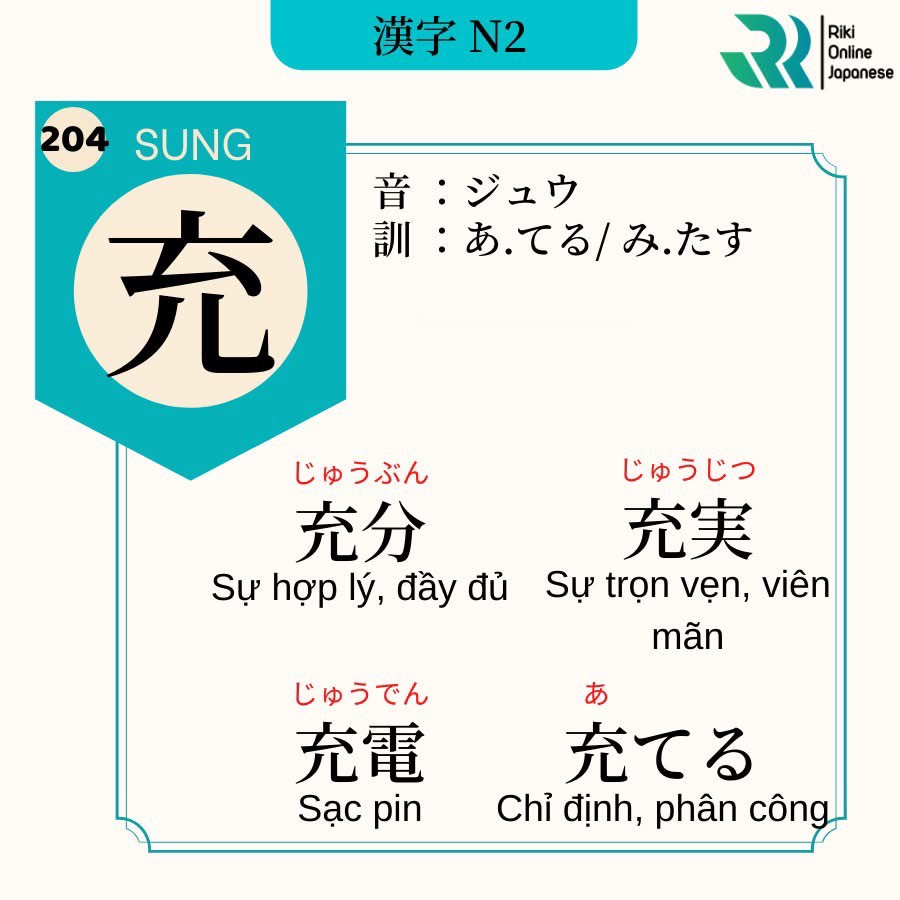 漢字 N2
Riki
Online
Japanese
204
SUNG
充
音 ：ジュウ
訓 ：あ.てる/ み.たす
じゅうぶん
充分
Sự hợp lý, đầy đủ
じゅうじつ
充実
Sự trọn vẹn, viên
mãn
じゅうでん
充電
Sạc pin
あ
充てる
Chỉ định, phân công